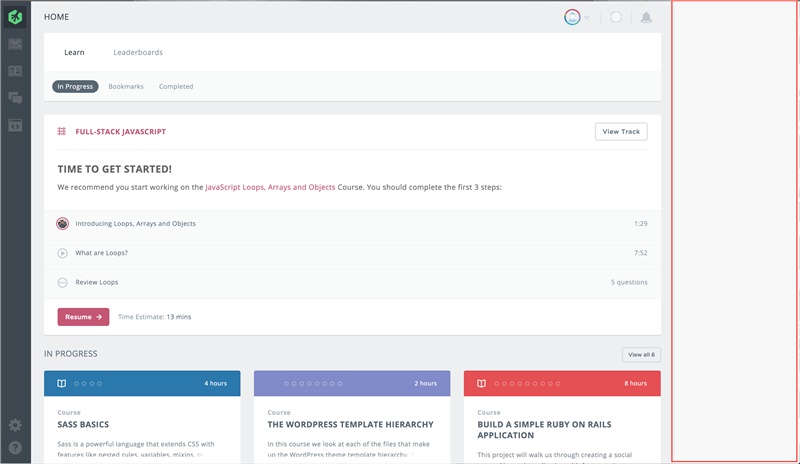 HOME
Learn Leaderboards
In Progress Bookmarks Completed
FULL-STACK JAVASCRIPT View Track
TIME TO GET STARTED!
We recommend you start working on the JavaScript Loops, Arrays and Objects Course. You should complete the first 3 steps:
Introducing Loops, Arrays and Objects 1:29
What are Loops? 7:52
Review Loops 5 questions
Resume → Time Estimate: 13 mins
IN PROGRESS View all 6
4 hours
Course
SASS BASICS
Sass is a powerful language that extends CSS with
features like nested rules, variables, mixins,
2 hours
Course
THE WORDPRESS TEMPLATE HIERARCHY
In this course we look at each of the files that make
up the WordPress theme template hierarchy.
8 hours
Course
BUILD A SIMPLE RUBY ON RAILS
APPLICATION
This project will walk us through creating a social